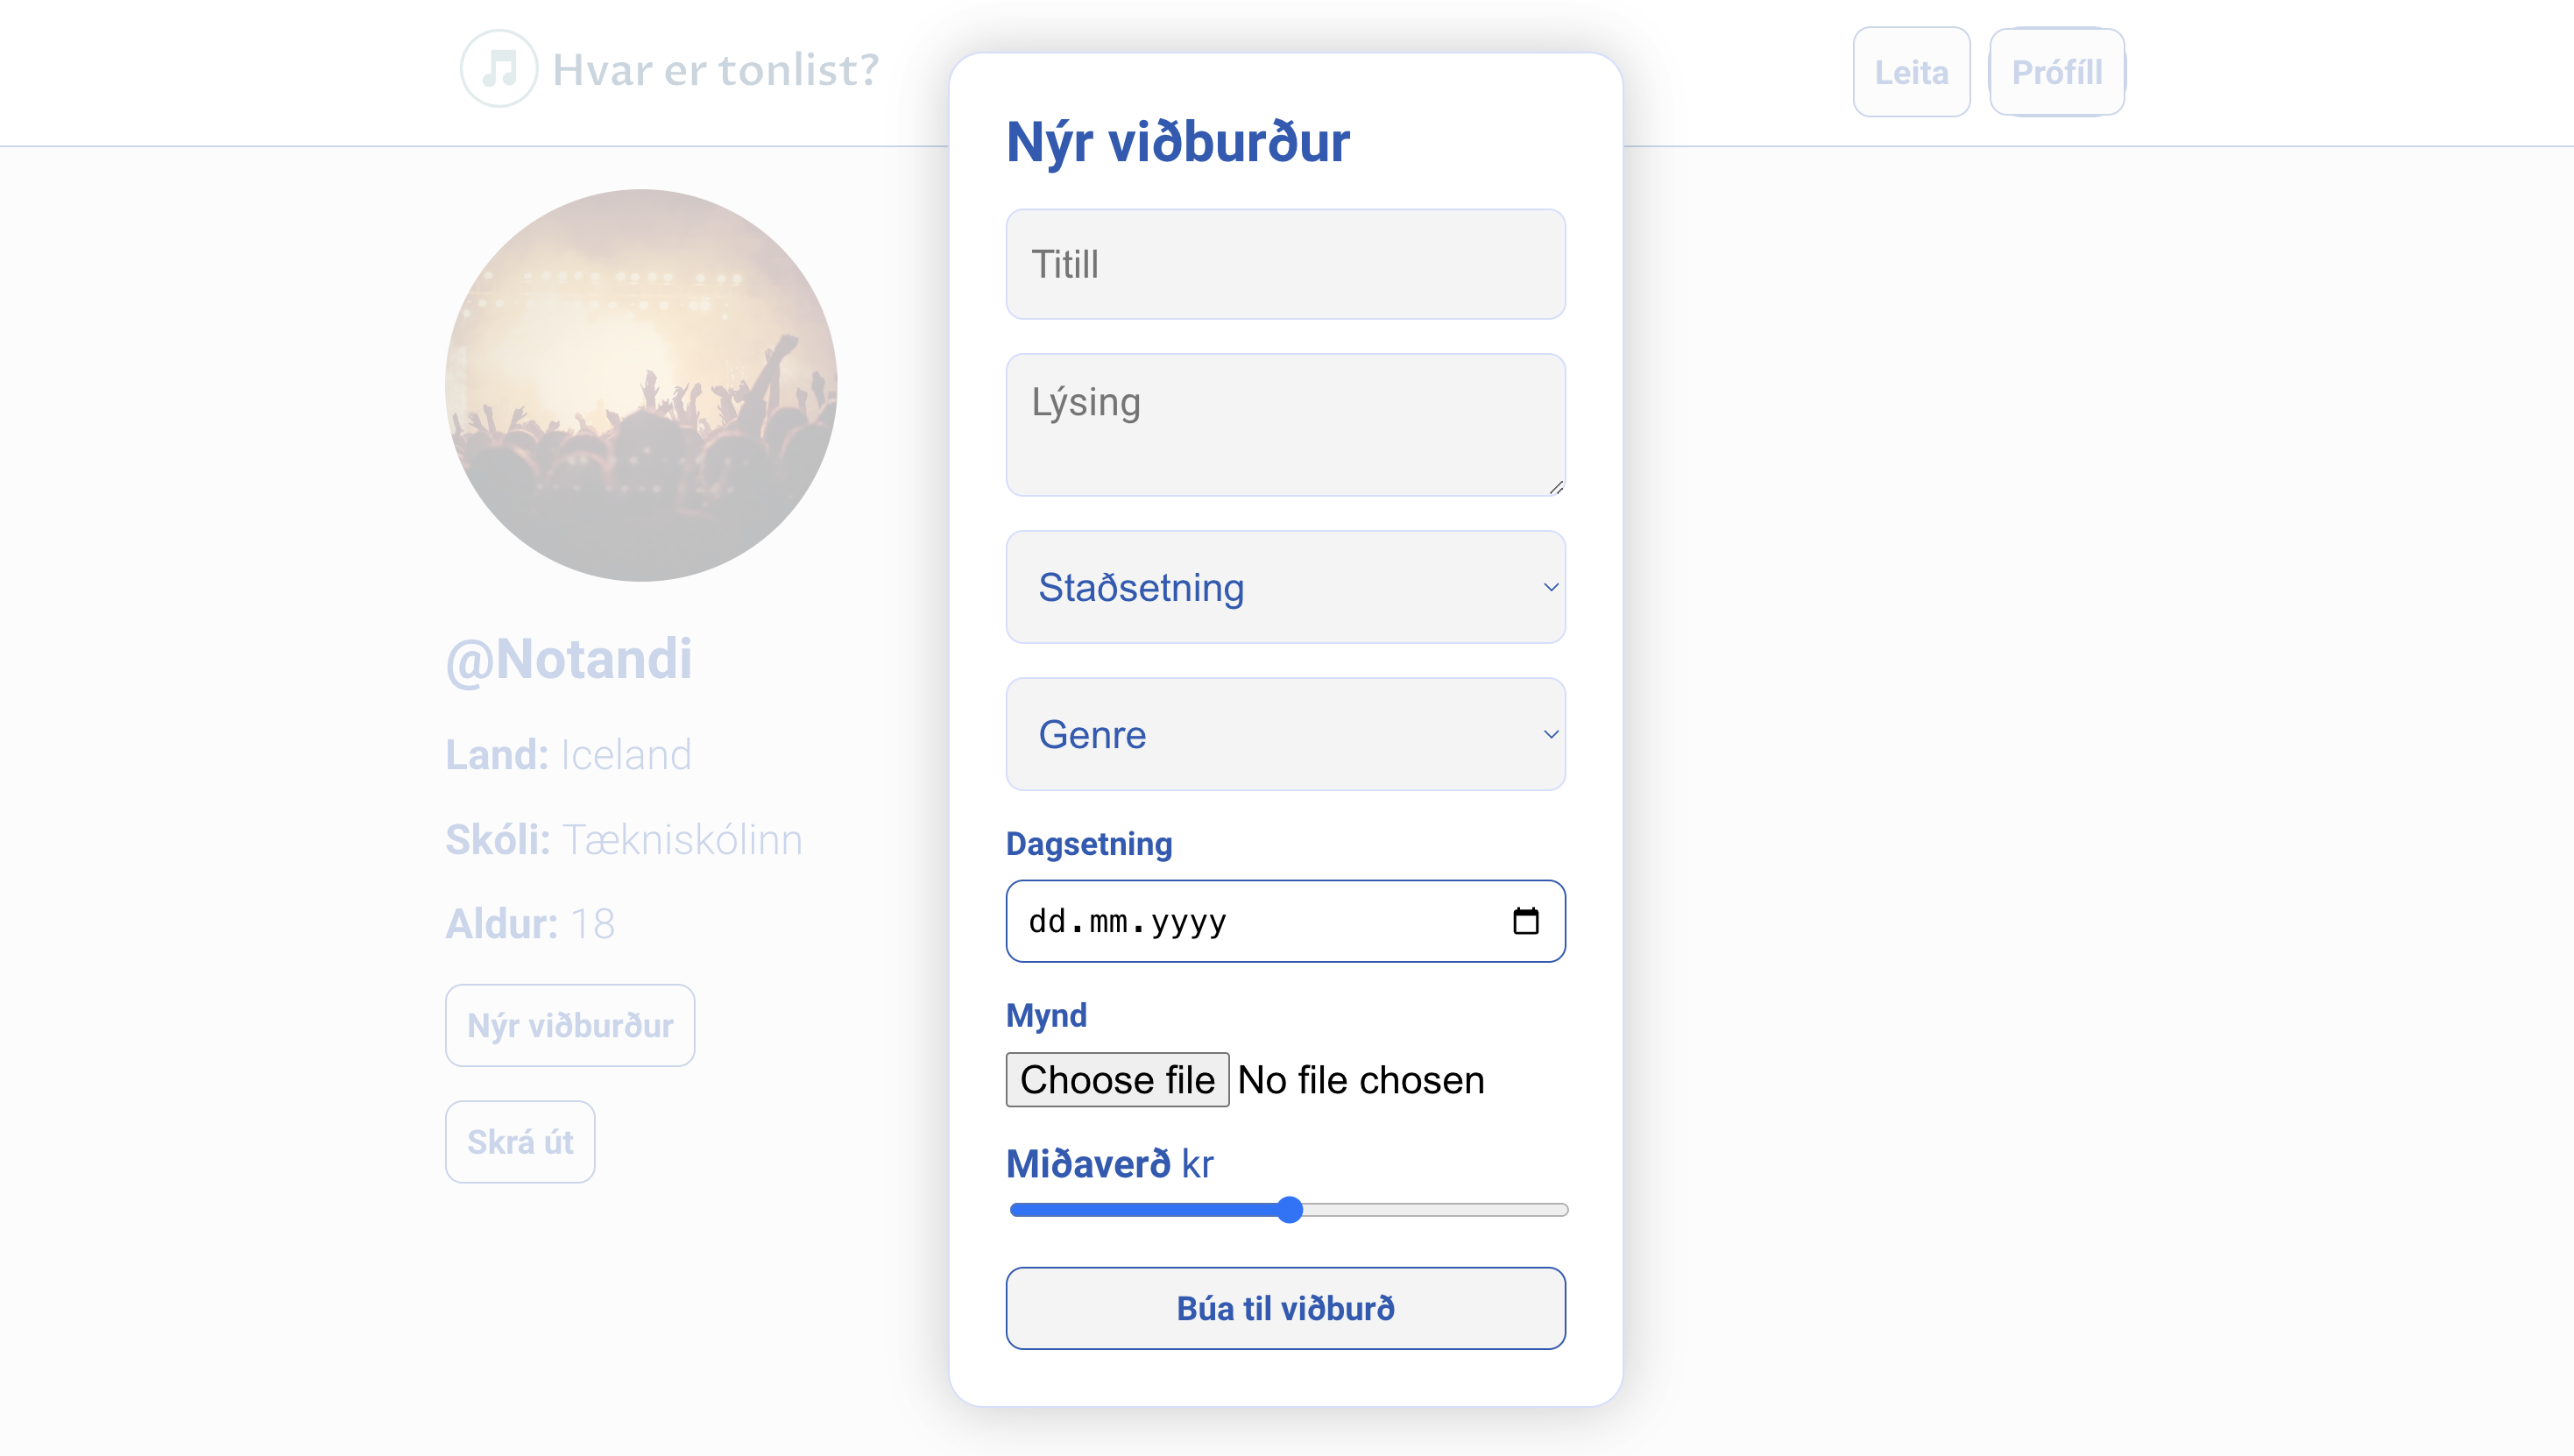 Hvar er tonlist?
Leita
Prófíll
@Notandi
Land: Iceland
Skóli: Tækniskólinn
Aldur: 18
Nýr viðburður
Skrá út
Nýr viðburður
Titill
Lýsing
Staðsetning
Genre
Dagsetning
dd.mm.yyyy
Mynd
Choose file No file chosen
Miðaverð kr
Búa til viðburð